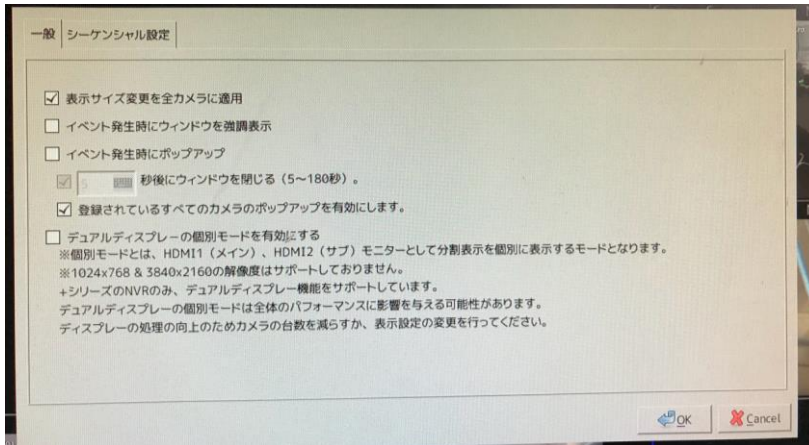 一般 シーケンシャル設定
表示サイズ変更を全カメラに適用
イベント発生時にウィンドウを強調表示
イベント発生時にポップアップ
5 秒後にウィンドウを閉じる（5~180秒）。
登録されているすべてのカメラのポップアップを有効にします。
デュアルディスプレーの個別モードを有効にする
※個別モードとは、HDMI1（メイン）、HDMI2（サブ）モニターとして分割表示を個別に表示するモードとなります。
※1024x768 & 3840x2160の解像度はサポートしておりません。
+シリーズのNVRのみ、デュアルディスプレー機能をサポートしています。
デュアルディスプレーの個別モードは全体のパフォーマンスに影響を与える可能性があります。
ディスプレーの処理の向上のためカメラの台数を減らすか、表示設定の変更を行ってください。
OK Cancel